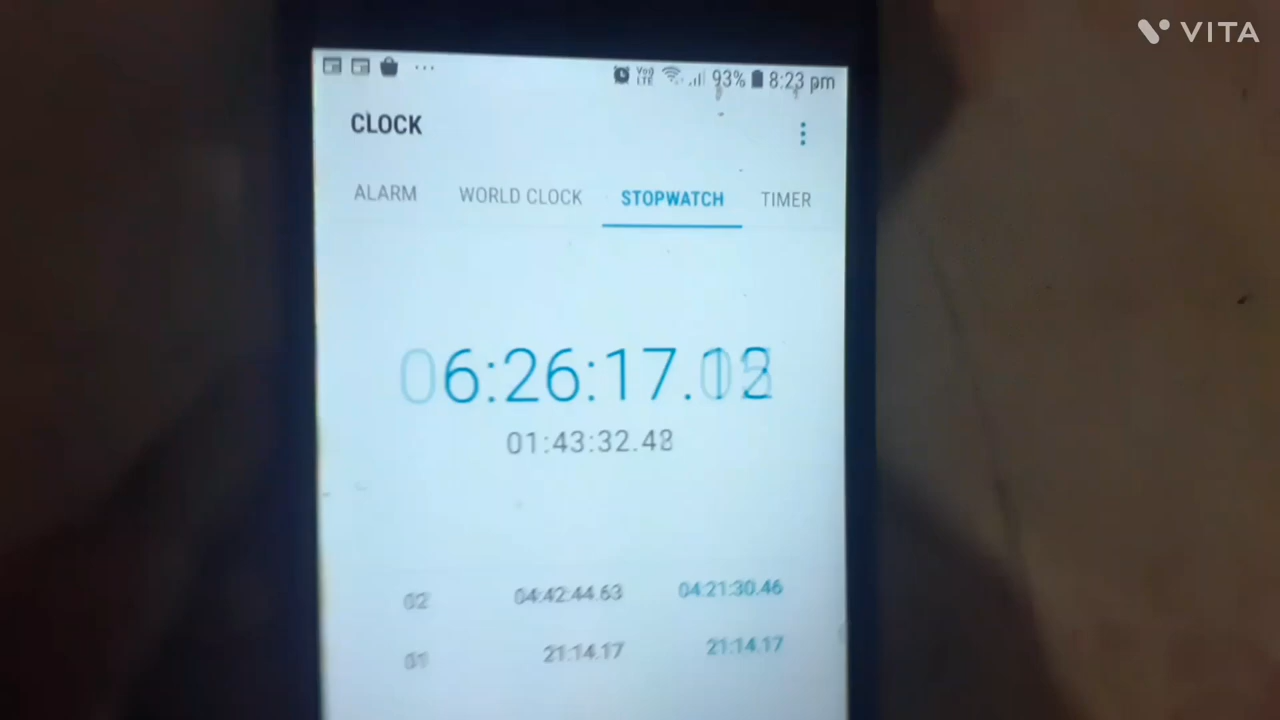 VITA
93% 8:23 pm
CLOCK
ALARM WORLD CLOCK STOPWATCH TIMER
06:26:17.12
01:43:32.48
02 04:42:44.63 04:21:30.46
01 21:14.17 21:14.17